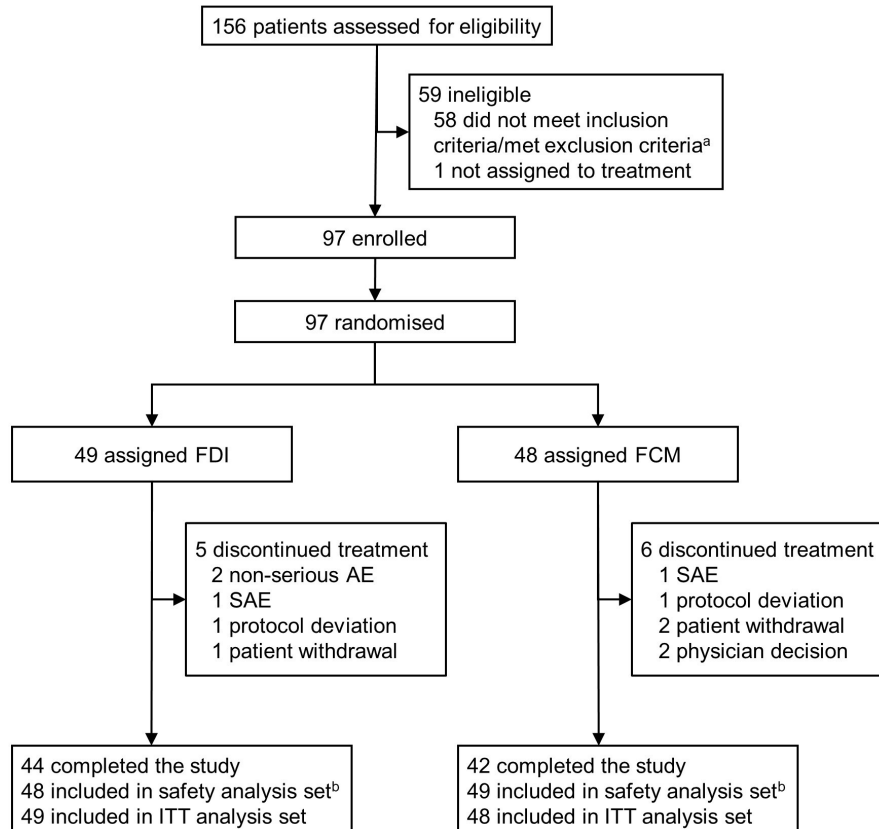 156 patients assessed for eligibility
59 ineligible
58 did not meet inclusion
criteria/met exclusion criteriaᵃ
1 not assigned to treatment
97 enrolled
97 randomised
49 assigned FDI
48 assigned FCM
5 discontinued treatment
2 non-serious AE
1 SAE
1 protocol deviation
1 patient withdrawal
6 discontinued treatment
1 SAE
1 protocol deviation
2 patient withdrawal
2 physician decision
44 completed the study
48 included in safety analysis setᵇ
49 included in ITT analysis set
42 completed the study
49 included in safety analysis setᵇ
48 included in ITT analysis set